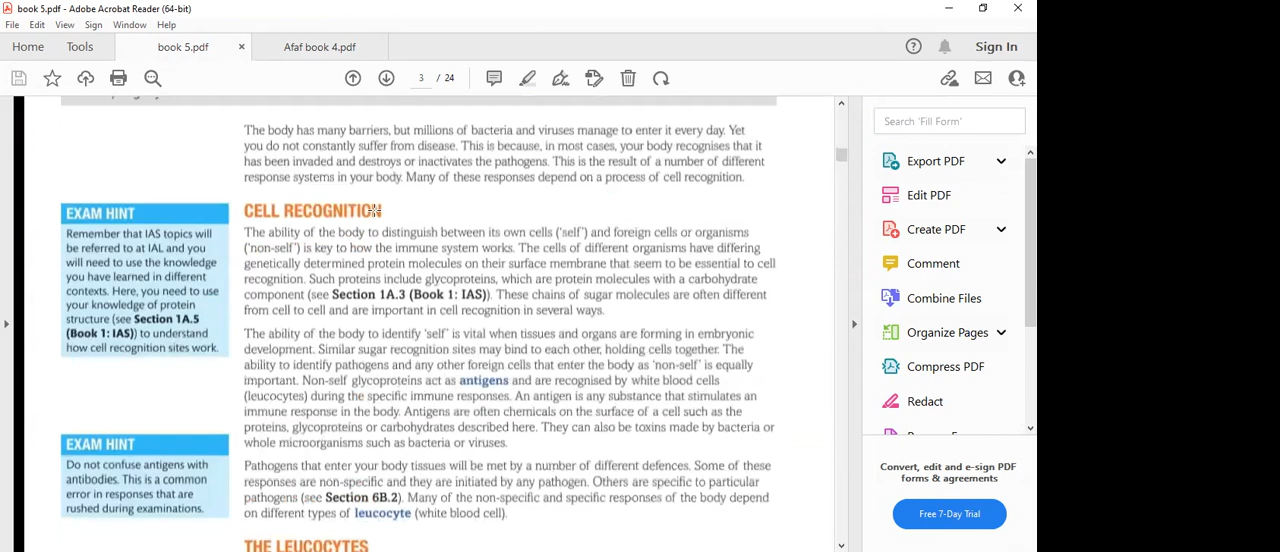 book 5.pdf - Adobe Acrobat Reader (64-bit)
File Edit View Sign Window Help
Home Tools book 5.pdf Afaf book 4.pdf Sign In
3 / 24
The body has many barriers, but millions of bacteria and viruses manage to enter it every day. Yet
you do not constantly suffer from disease. This is because, in most cases, your body recognises that it
has been invaded and destroys or inactivates the pathogens. This is the result of a number of different
response systems in your body. Many of these responses depend on a process of cell recognition.
EXAM HINT
Remember that IAS topics will
be referred to at IAL and you
will need to use the knowledge
you have learned in different
contexts. Here, you need to use
your knowledge of protein
structure (see Section 1A.5
(Book 1: IAS)) to understand
how cell recognition sites work.
CELL RECOGNITION
The ability of the body to distinguish between its own cells ('self') and foreign cells or organisms
('non-self') is key to how the immune system works. The cells of different organisms have differing
genetically determined protein molecules on their surface membrane that seem to be essential to cell
recognition. Such proteins include glycoproteins, which are protein molecules with a carbohydrate
component (see Section 1A.3 (Book 1: IAS)). These chains of sugar molecules are often different
from cell to cell and are important in cell recognition in several ways.
The ability of the body to identify 'self' is vital when tissues and organs are forming in embryonic
development. Similar sugar recognition sites may bind to each other, holding cells together. The
ability to identify pathogens and any other foreign cells that enter the body as 'non-self' is equally
important. Non-self glycoproteins act as antigens and are recognised by white blood cells
(leucocytes) during the specific immune responses. An antigen is any substance that stimulates an
immune response in the body. Antigens are often chemicals on the surface of a cell such as the
proteins, glycoproteins or carbohydrates described here. They can also be toxins made by bacteria or
whole microorganisms such as bacteria or viruses.
EXAM HINT
Do not confuse antigens with
antibodies. This is a common
error in responses that are
rushed during examinations.
Pathogens that enter your body tissues will be met by a number of different defences. Some of these
responses are non-specific and they are initiated by any pathogen. Others are specific to particular
pathogens (see Section 6B.2). Many of the non-specific and specific responses of the body depend
on different types of leucocyte (white blood cell).
THE LEUCOCYTES
Search 'Fill Form'
Export PDF
Edit PDF
Create PDF
Comment
Combine Files
Organize Pages
Compress PDF
Redact
Convert, edit and e-sign PDF
forms & agreements
Free 7-Day Trial